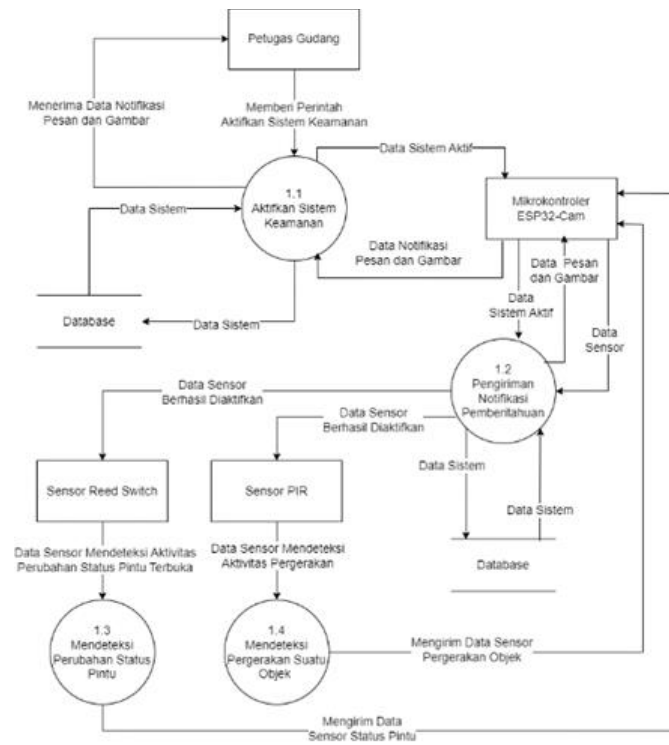 Petugas Gudang
Menerima Data Notifikasi
Pesan dan Gambar
Memberi Perintah
Aktifkan Sistem Keamanan
Data Sistem Aktif
1.1
Aktifkan Sistem
Keamanan
Mikrokontroler
ESP32-Cam
Data Sistem
Data Notifikasi
Pesan dan Gambar
Data Pesan
dan Gambar
Database
Data Sistem
Data
Sistem Aktif
Data
Sensor
1.2
Pengiriman
Notifikasi
Pemberitahuan
Data Sensor
Berhasil Diaktifkan
Data Sensor
Berhasil Diaktifkan
Data Sistem
Sensor Reed Switch
Sensor PIR
Data Sistem
Data Sensor Mendeteksi Aktivitas
Perubahan Status Pintu Terbuka
Data Sensor Mendeteksi
Aktivitas Pergerakan
Database
1.3
Mendeteksi
Perubahan Status
Pintu
1.4
Mendeteksi
Pergerakan Suatu
Objek
Mengirim Data Sensor
Pergerakan Objek
Mengirim Data
Sensor Status Pintu